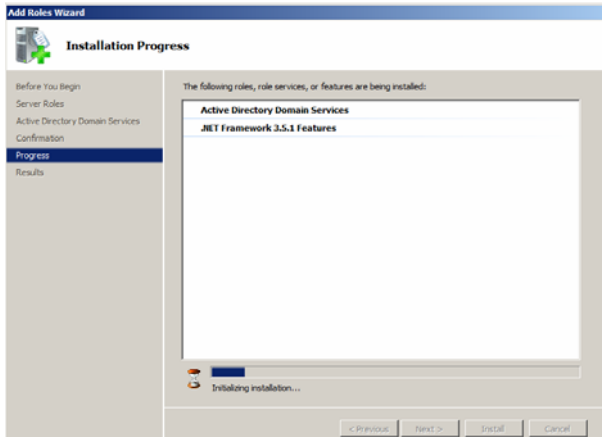 Add Roles Wizard
Installation Progress
Before You Begin
Server Roles
Active Directory Domain Services
Confirmation
Progress
Results
The following roles, role services, or features are being installed:
Active Directory Domain Services
.NET Framework 3.5.1 Features
Initializing installation...
< Previous
Next >
Install
Cancel